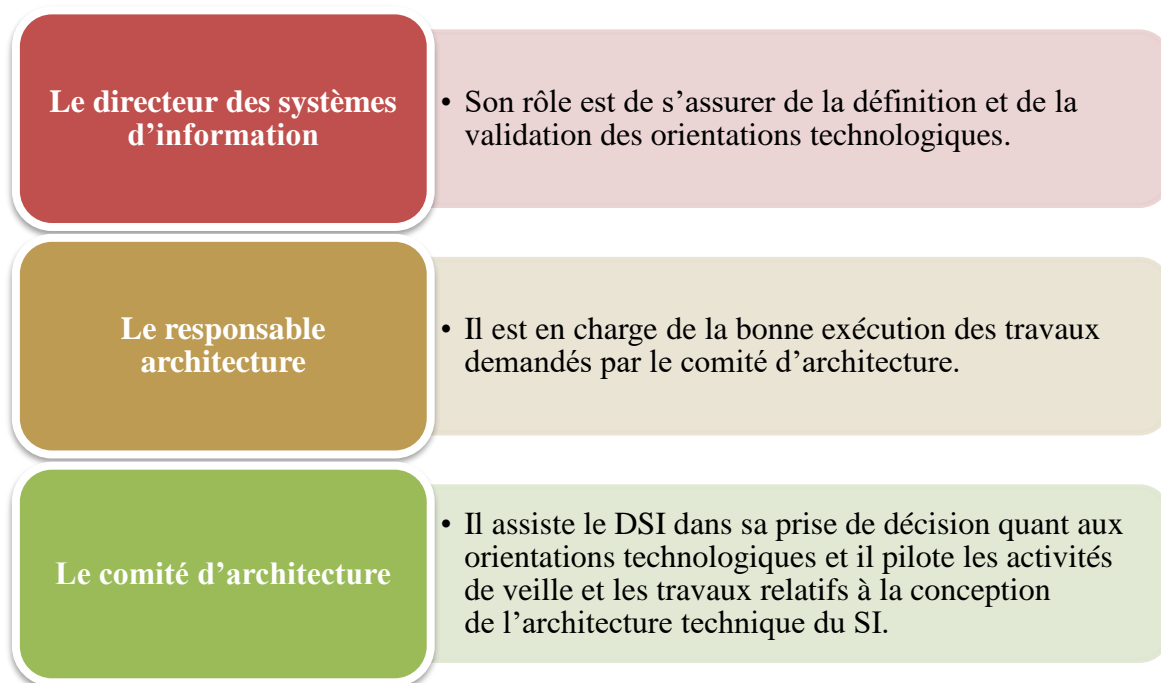 Le directeur des systèmes
d’information
• Son rôle est de s’assurer de la définition et de la
validation des orientations technologiques.
Le responsable
architecture
• Il est en charge de la bonne exécution des travaux
demandés par le comité d’architecture.
Le comité d’architecture
• Il assiste le DSI dans sa prise de décision quant aux
orientations technologiques et il pilote les activités
de veille et les travaux relatifs à la conception
de l’architecture technique du SI.